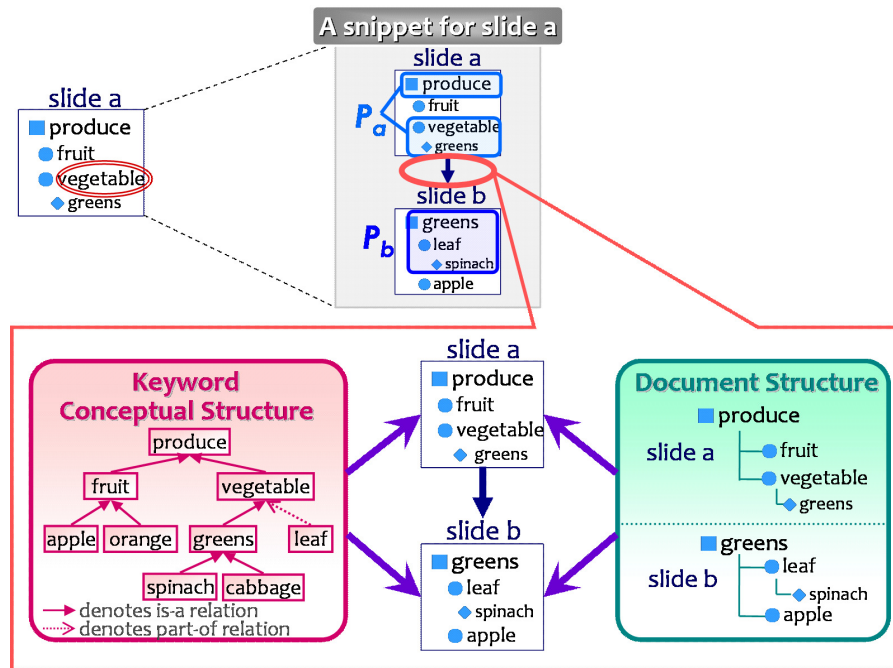 A snippet for slide a
slide a
produce
fruit
vegetable
greens
slide a
produce
fruit
vegetable
greens
Pa
slide b
greens
leaf
spinach
apple
Pb
Keyword
Conceptual Structure
produce
fruit
vegetable
apple
orange
greens
leaf
spinach
cabbage
denotes is-a relation
denotes part-of relation
slide a
produce
fruit
vegetable
greens
slide b
greens
leaf
spinach
apple
Document Structure
slide a
produce
fruit
vegetable
greens
slide b
greens
leaf
spinach
apple